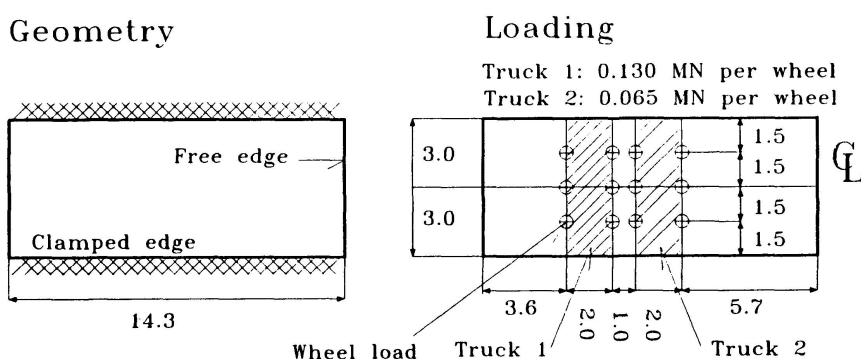 Geometry
Free edge
Clamped edge
14.3
Loading
Truck 1: 0.130 MN per wheel
Truck 2: 0.065 MN per wheel
3.0
3.0
1.5
1.5
1.5
1.5
CL
3.6
2.0
1.0
2.0
5.7
Wheel load
Truck 1
Truck 2